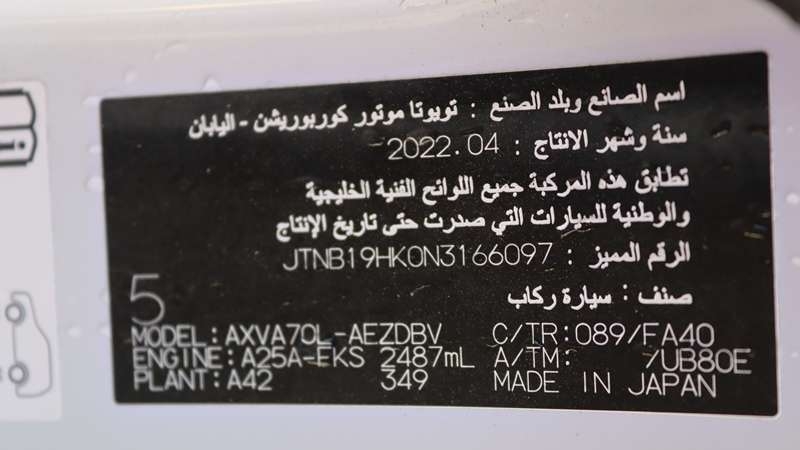 اسم الصانع وبلد الصنع : تويوتا موتور كوربوريشن - اليابان
سنة وشهر الانتاج : 2022.04
تطابق هذه المركبة جميع اللوائح الفنية الخليجية
والوطنية للسيارات التي صدرت حتى تاريخ الإنتاج
الرقم المميز : JTNB19HK0N3166097
صنف : سيارة ركاب
5
MODEL:AXVA70L-AEZDBV C/TR:089/FA40
ENGINE:A25A-FKS 2487mL A/TM: /UB80E
PLANT:A42 349 MADE IN JAPAN